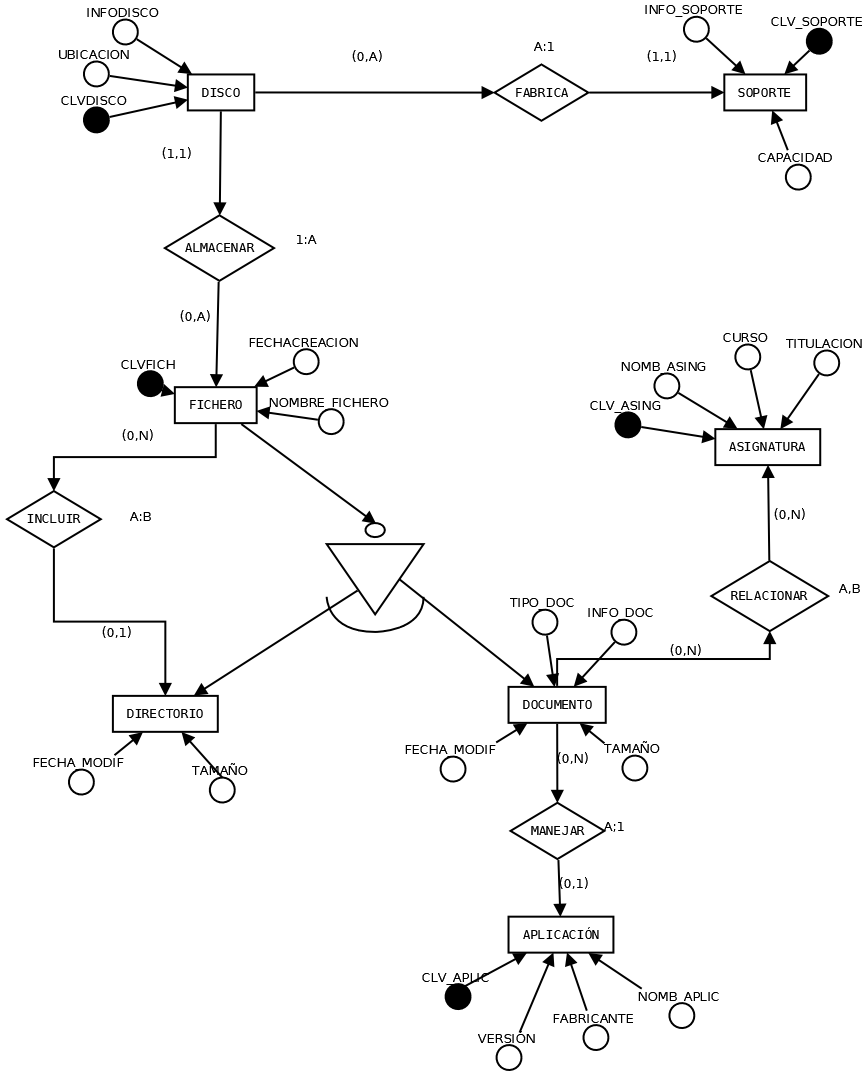 INFODISCO
INFO_SOPORTE
CLV_SOPORTE
UBICACION
(0,A)
A:1
(1,1)
CLVDISCO
DISCO
FABRICA
SOPORTE
(1,1)
CAPACIDAD
ALMACENAR
1:A
(0,A)
FECHACREACION
CURSO
TITULACION
CLVFICH
NOMB_ASING
FICHERO
NOMBRE_FICHERO
CLV_ASING
(0,N)
ASIGNATURA
INCLUIR
A:B
(0,N)
RELACIONAR
A,B
TIPO_DOC
INFO_DOC
(0,1)
(0,N)
DIRECTORIO
DOCUMENTO
FECHA_MODIF
TAMAÑO
FECHA_MODIF
(0,N)
TAMAÑO
MANEJAR
A;1
(0,1)
APLICACIÓN
CLV_APLIC
NOMB_APLIC
VERSIÓN
FABRICANTE